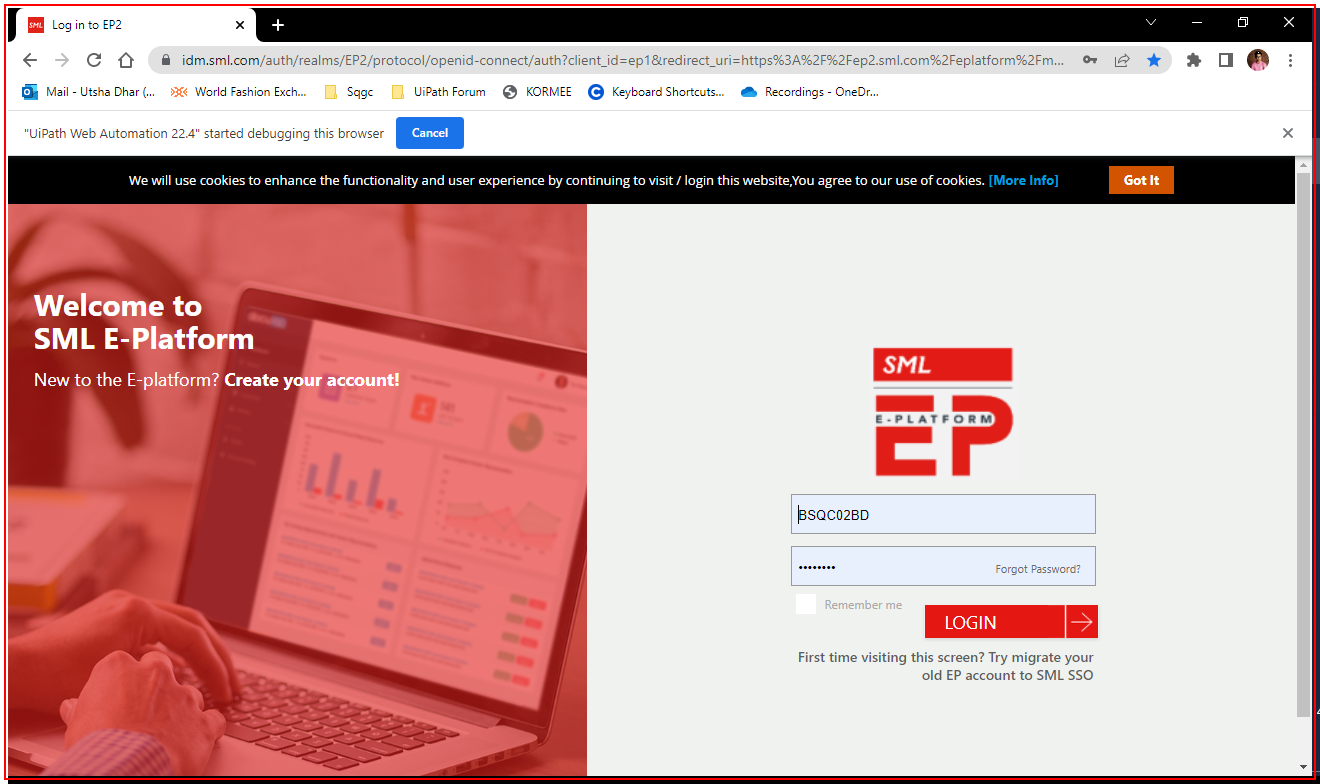 SML Log in to EP2
idm.sml.com/auth/realms/EP2/protocol/openid-connect/auth?client_id=ep1&redirect_uri=https%3A%2F%2Fep2.sml.com%2Feplatform%2Fm...
Mail - Utsha Dhar (... World Fashion Exch... Sqgc UiPath Forum KORMEE Keyboard Shortcuts... Recordings - OneDr...
"UiPath Web Automation 22.4" started debugging this browser Cancel
We will use cookies to enhance the functionality and user experience by continuing to visit / login this website,You agree to our use of cookies. [More Info] Got It
Welcome to
SML E-Platform
New to the E-platform? Create your account!
SML
E-PLATFORM
EP
BSQC02BD
•••••••• Forgot Password?
Remember me
LOGIN
First time visiting this screen? Try migrate your
old EP account to SML SSO